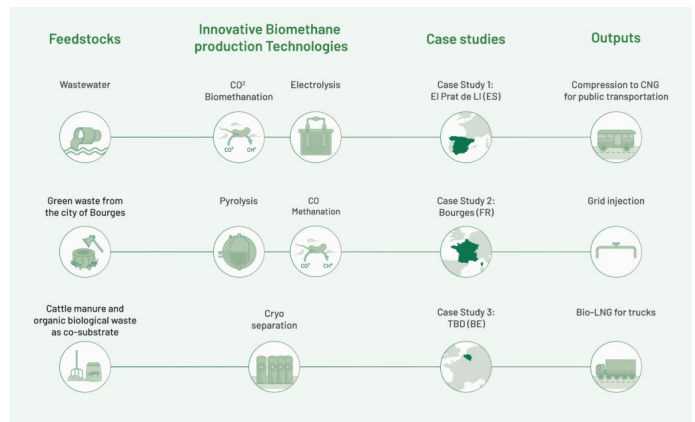 Feedstocks
Innovative Biomethane
production Technologies
Case studies
Outputs
Wastewater
CO²
Biomethanation
Electrolysis
Case Study 1:
El Prat de Ll (ES)
Compression to CNG
for public transportation
CO² CH⁴
Green waste from
the city of Bourges
Pyrolysis
CO
Methanation
Case Study 2:
Bourges (FR)
Grid injection
CO² CH⁴
Cattle manure and
organic biological waste
as co-substrate
Cryo
separation
Case Study 3:
TBD (BE)
Bio-LNG for trucks